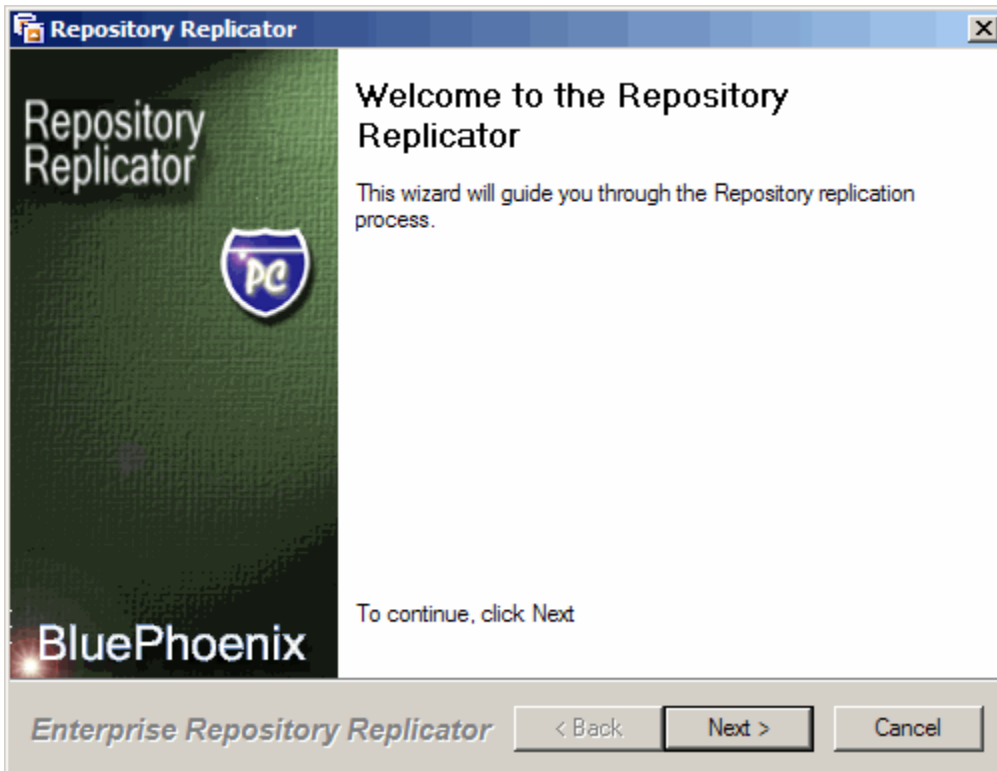 Repository Replicator
Repository
Replicator
PC
BluePhoenix
Welcome to the Repository
Replicator
This wizard will guide you through the Repository replication
process.
To continue, click Next
Enterprise Repository Replicator
< Back
Next >
Cancel